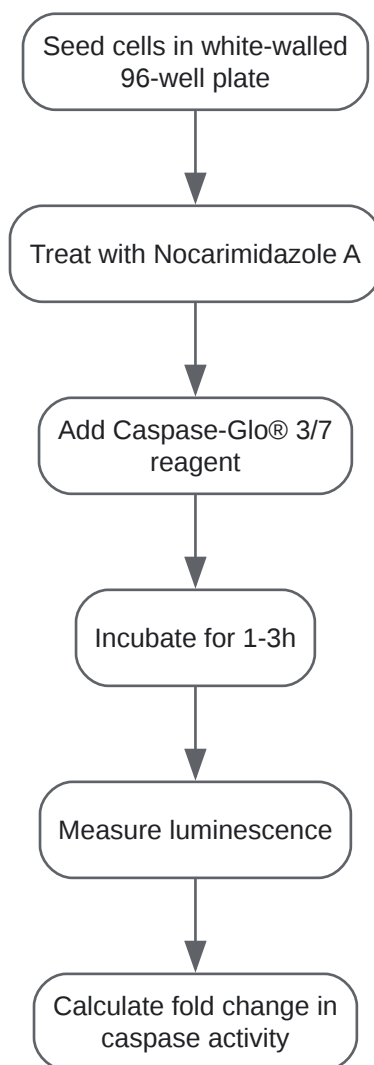 Seed cells in white-walled
96-well plate
Treat with Nocarimidazole A
Add Caspase-Glo® 3/7
reagent
Incubate for 1-3h
Measure luminescence
Calculate fold change in
caspase activity